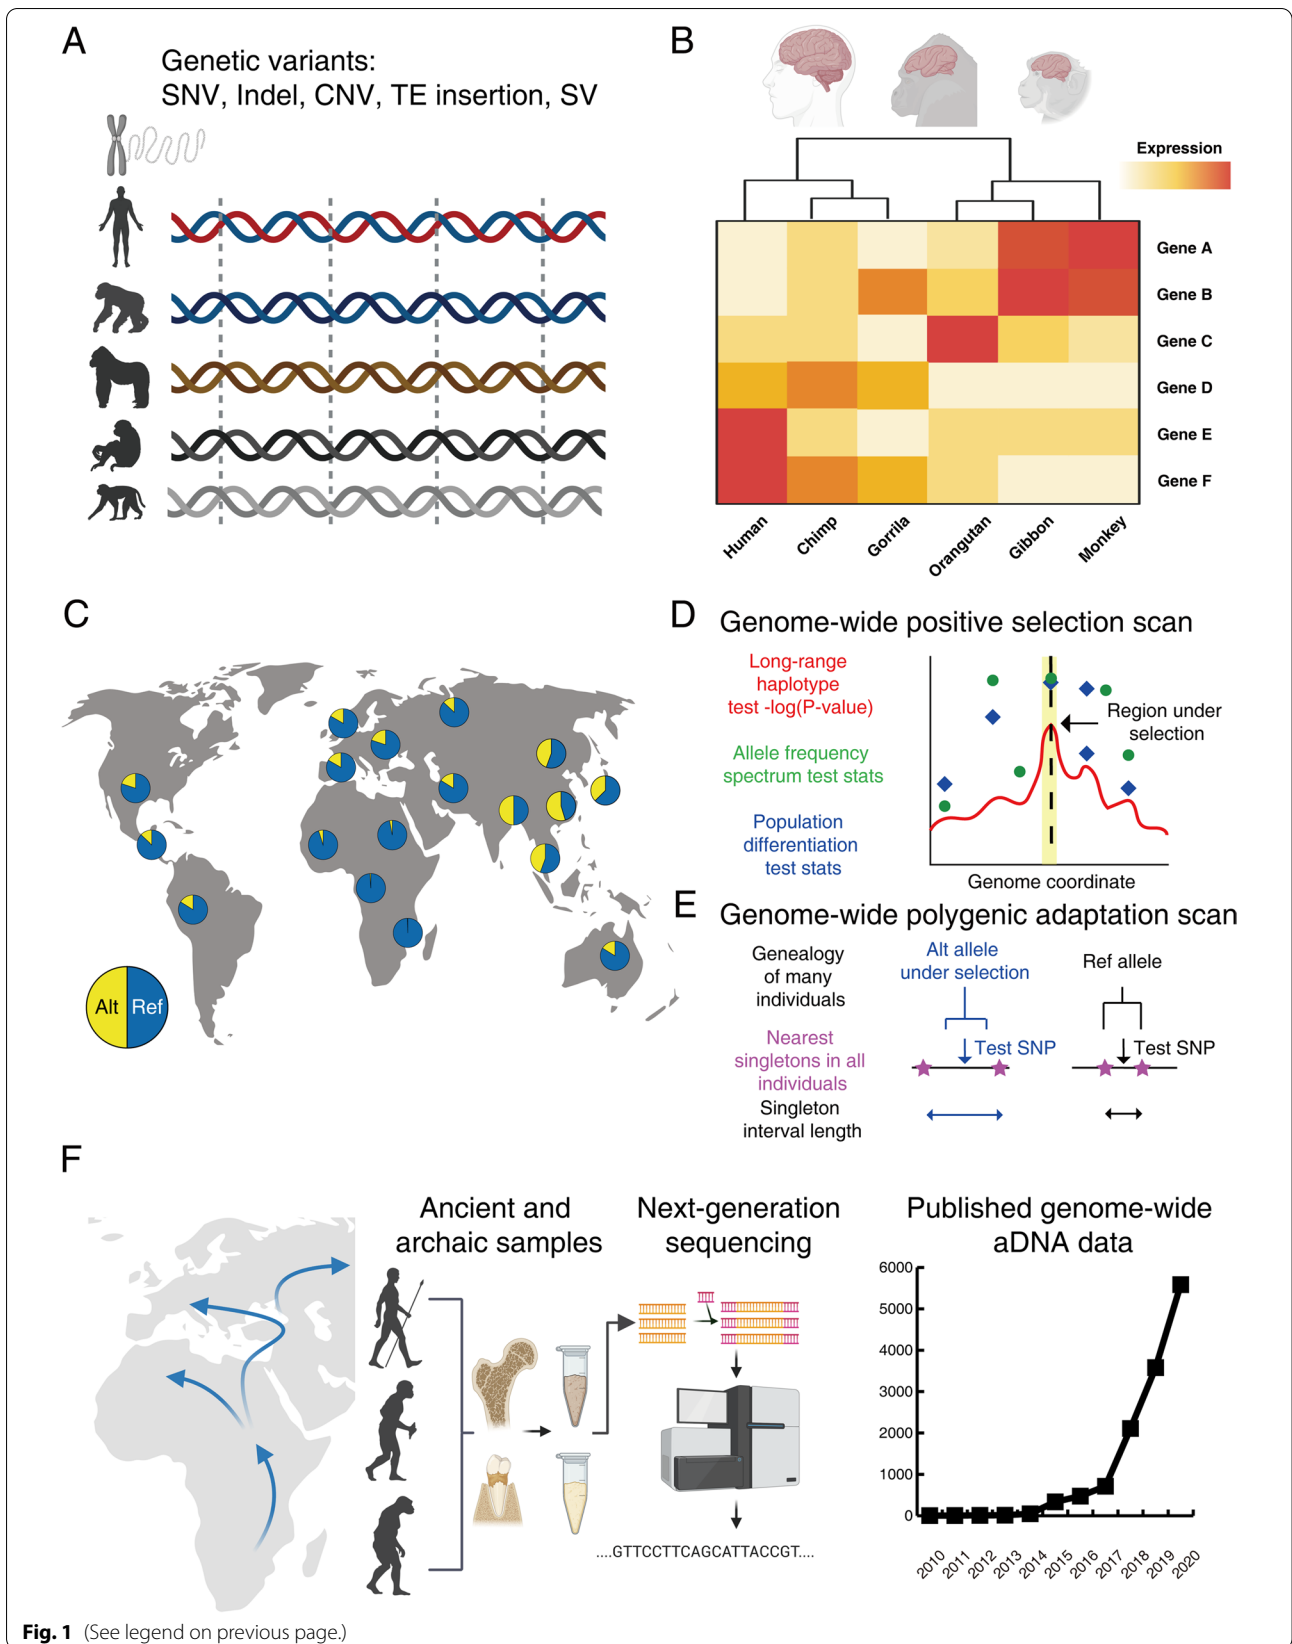 A
Genetic variants:
SNV, Indel, CNV, TE insertion, SV
B
Expression
Gene A
Gene B
Gene C
Gene D
Gene E
Gene F
Human
Chimp
Gorrila
Orangutan
Gibbon
Monkey
C
Alt
Ref
D
Genome-wide positive selection scan
Long-range
haplotype
test -log(P-value)
Allele frequency
spectrum test stats
Population
differentiation
test stats
Region under
selection
Genome coordinate
E
Genome-wide polygenic adaptation scan
Genealogy
of many
individuals
Alt allele
under selection
Ref allele
Nearest
singletons in all
individuals
Test SNP
Test SNP
Singleton
interval length
F
Ancient and
archaic samples
Next-generation
sequencing
....GTTCCTTCAGCATTACCGT....
Published genome-wide
aDNA data
6000
5000
4000
3000
2000
1000
0
2010
2011
2012
2013
2014
2015
2016
2017
2018
2019
2020
Fig. 1 (See legend on previous page.)